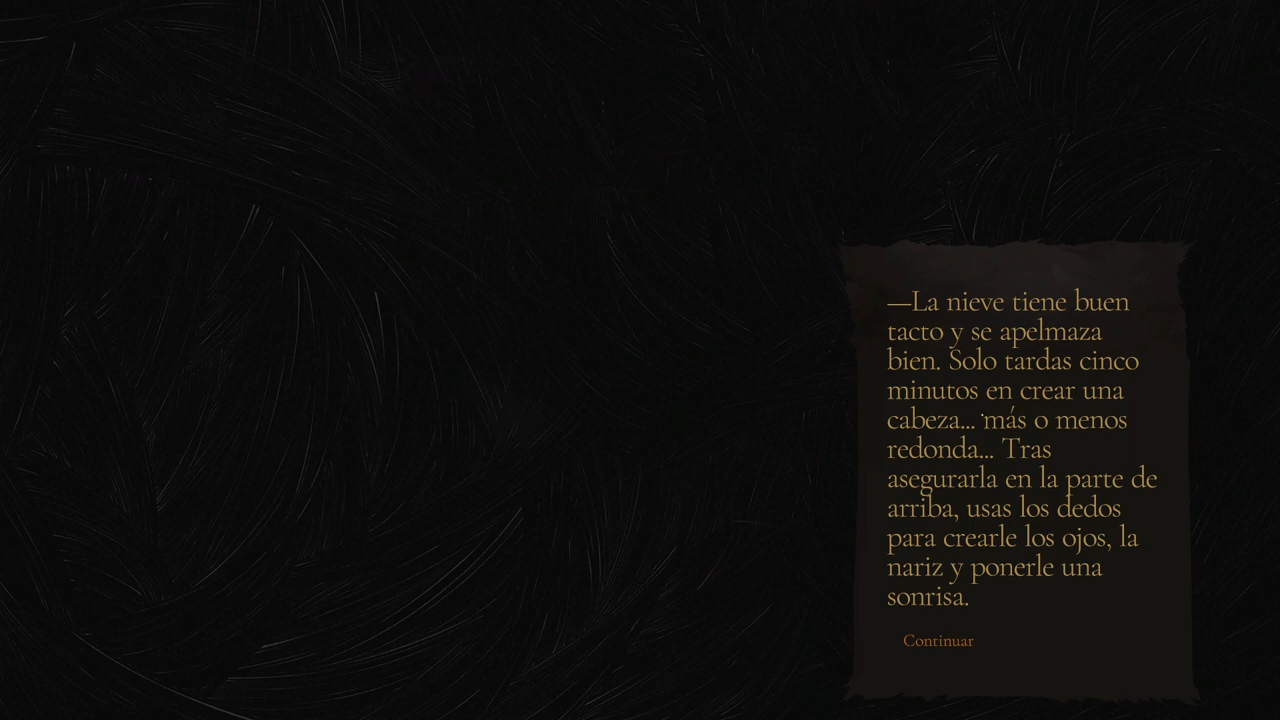 —La nieve tiene buen
tacto y se apelmaza
bien. Solo tardas cinco
minutos en crear una
cabeza... más o menos
redonda... Tras
asegurarla en la parte de
arriba, usas los dedos
para crearle los ojos, la
nariz y ponerle una
sonrisa.
Continuar